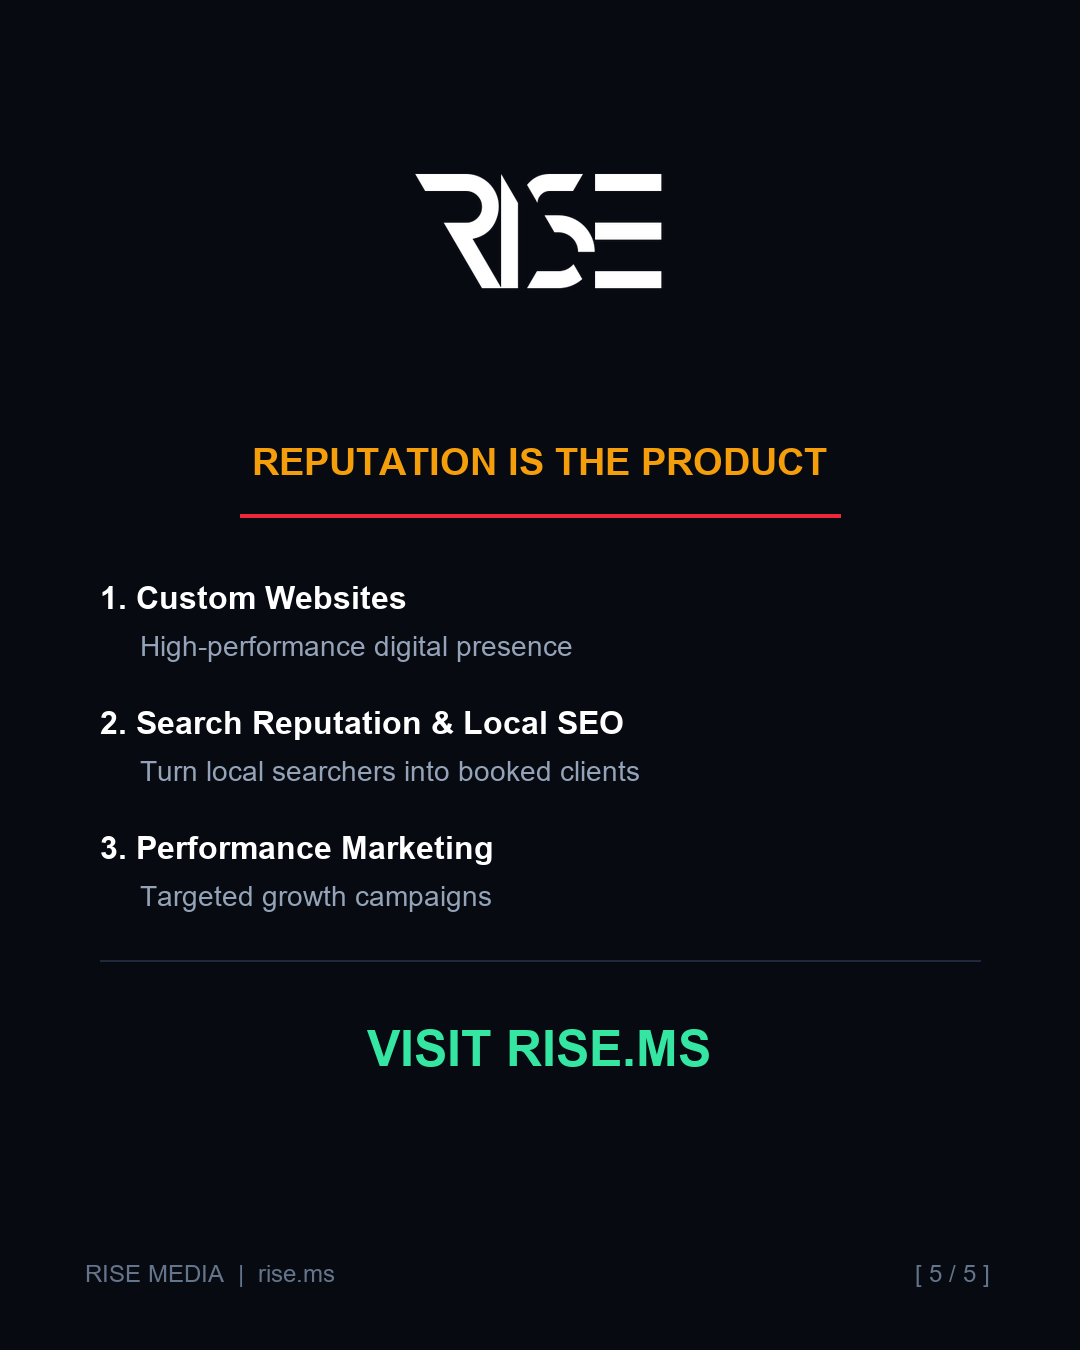 RISE
REPUTATION IS THE PRODUCT
1. Custom Websites
High-performance digital presence
2. Search Reputation & Local SEO
Turn local searchers into booked clients
3. Performance Marketing
Targeted growth campaigns
VISIT RISE.MS
RISE MEDIA | rise.ms
[ 5 / 5 ]